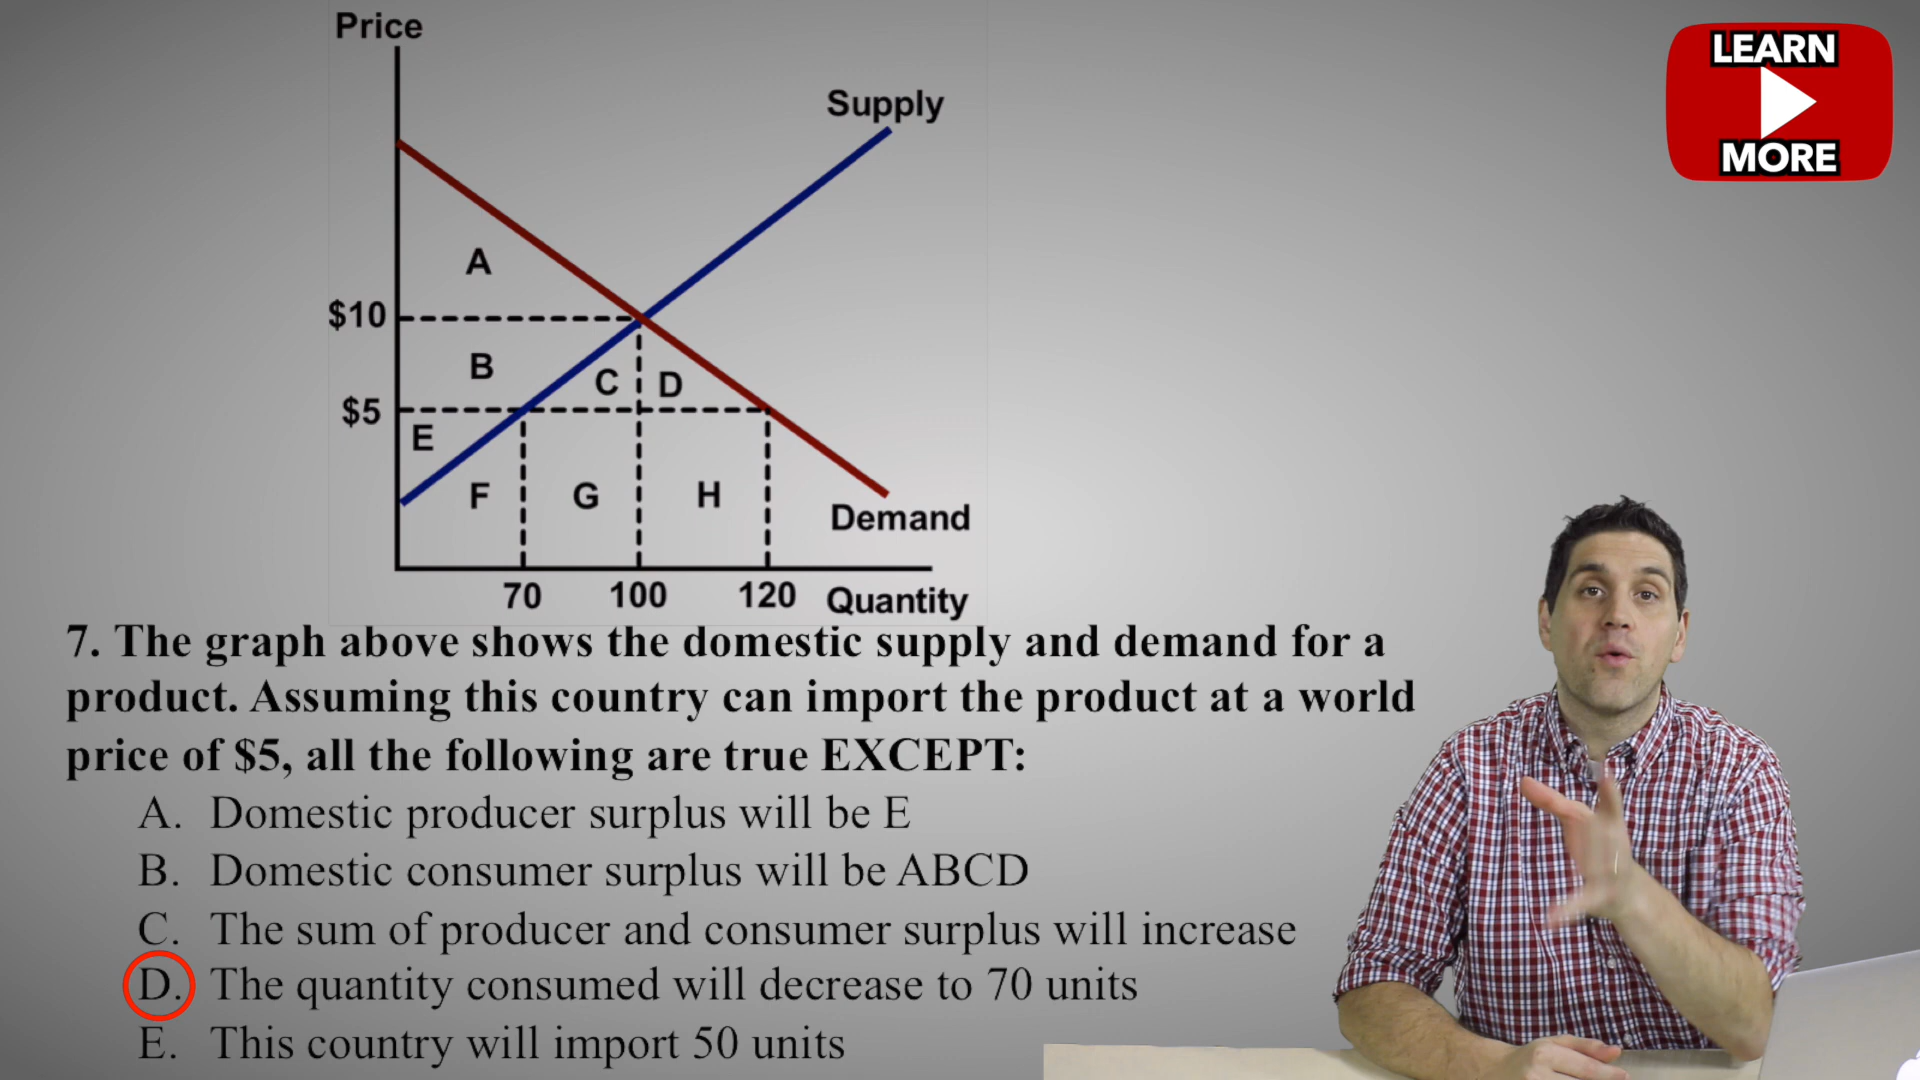 Price
LEARN
MORE
Supply
A
$10
B
C
D
$5
E
F
G
H
Demand
70
100
120
Quantity
7. The graph above shows the domestic supply and demand for a
product. Assuming this country can import the product at a world
price of $5, all the following are true EXCEPT:
A. Domestic producer surplus will be E
B. Domestic consumer surplus will be ABCD
C. The sum of producer and consumer surplus will increase
D. The quantity consumed will decrease to 70 units
E. This country will import 50 units